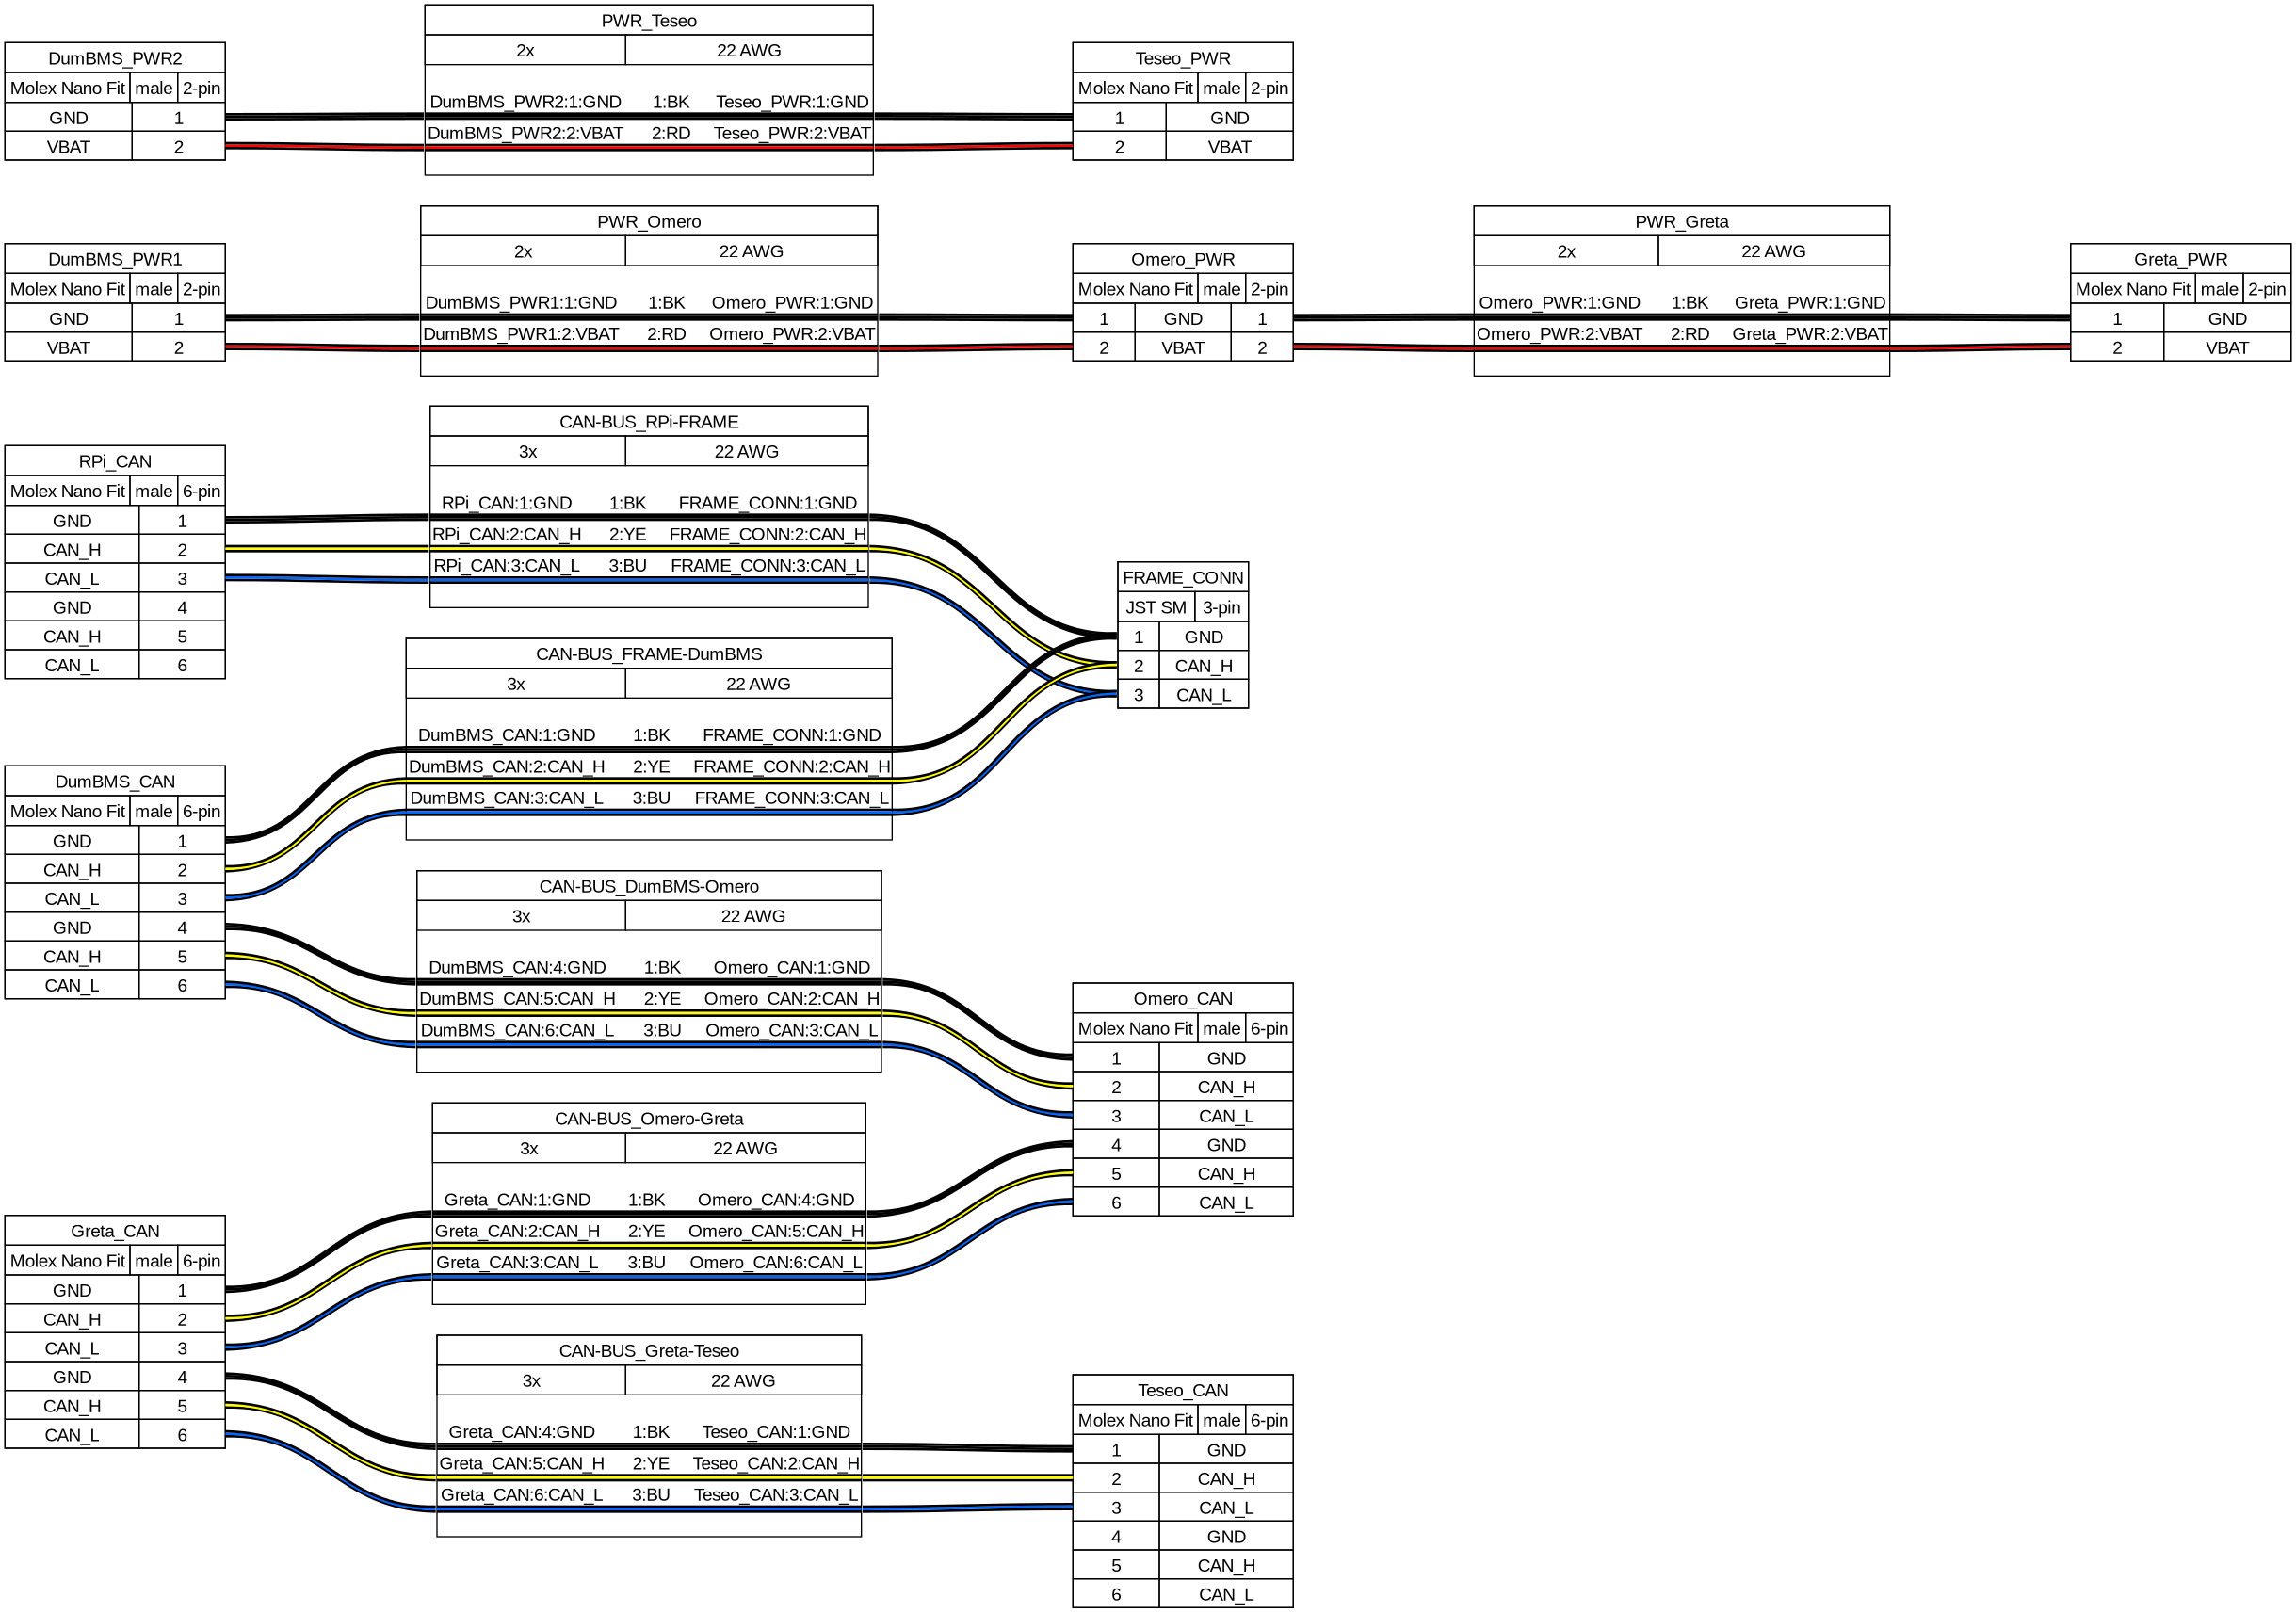 PWR_Teseo
2x 22 AWG
DumBMS_PWR2:1:GND 1:BK Teseo_PWR:1:GND
DumBMS_PWR2:2:VBAT 2:RD Teseo_PWR:2:VBAT
DumBMS_PWR2
Molex Nano Fit male 2-pin
GND 1
VBAT 2
Teseo_PWR
Molex Nano Fit male 2-pin
1 GND
2 VBAT
DumBMS_PWR1
Molex Nano Fit male 2-pin
GND 1
VBAT 2
PWR_Omero
2x 22 AWG
DumBMS_PWR1:1:GND 1:BK Omero_PWR:1:GND
DumBMS_PWR1:2:VBAT 2:RD Omero_PWR:2:VBAT
Omero_PWR
Molex Nano Fit male 2-pin
1 GND 1
2 VBAT 2
PWR_Greta
2x 22 AWG
Omero_PWR:1:GND 1:BK Greta_PWR:1:GND
Omero_PWR:2:VBAT 2:RD Greta_PWR:2:VBAT
Greta_PWR
Molex Nano Fit male 2-pin
1 GND
2 VBAT
RPi_CAN
Molex Nano Fit male 6-pin
GND 1
CAN_H 2
CAN_L 3
GND 4
CAN_H 5
CAN_L 6
CAN-BUS_RPi-FRAME
3x 22 AWG
RPi_CAN:1:GND 1:BK FRAME_CONN:1:GND
RPi_CAN:2:CAN_H 2:YE FRAME_CONN:2:CAN_H
RPi_CAN:3:CAN_L 3:BU FRAME_CONN:3:CAN_L
FRAME_CONN
JST SM 3-pin
1 GND
2 CAN_H
3 CAN_L
CAN-BUS_FRAME-DumBMS
3x 22 AWG
DumBMS_CAN:1:GND 1:BK FRAME_CONN:1:GND
DumBMS_CAN:2:CAN_H 2:YE FRAME_CONN:2:CAN_H
DumBMS_CAN:3:CAN_L 3:BU FRAME_CONN:3:CAN_L
DumBMS_CAN
Molex Nano Fit male 6-pin
GND 1
CAN_H 2
CAN_L 3
GND 4
CAN_H 5
CAN_L 6
CAN-BUS_DumBMS-Omero
3x 22 AWG
DumBMS_CAN:4:GND 1:BK Omero_CAN:1:GND
DumBMS_CAN:5:CAN_H 2:YE Omero_CAN:2:CAN_H
DumBMS_CAN:6:CAN_L 3:BU Omero_CAN:3:CAN_L
Omero_CAN
Molex Nano Fit male 6-pin
1 GND
2 CAN_H
3 CAN_L
4 GND
5 CAN_H
6 CAN_L
CAN-BUS_Omero-Greta
3x 22 AWG
Greta_CAN:1:GND 1:BK Omero_CAN:4:GND
Greta_CAN:2:CAN_H 2:YE Omero_CAN:5:CAN_H
Greta_CAN:3:CAN_L 3:BU Omero_CAN:6:CAN_L
Greta_CAN
Molex Nano Fit male 6-pin
GND 1
CAN_H 2
CAN_L 3
GND 4
CAN_H 5
CAN_L 6
CAN-BUS_Greta-Teseo
3x 22 AWG
Greta_CAN:4:GND 1:BK Teseo_CAN:1:GND
Greta_CAN:5:CAN_H 2:YE Teseo_CAN:2:CAN_H
Greta_CAN:6:CAN_L 3:BU Teseo_CAN:3:CAN_L
Teseo_CAN
Molex Nano Fit male 6-pin
1 GND
2 CAN_H
3 CAN_L
4 GND
5 CAN_H
6 CAN_L